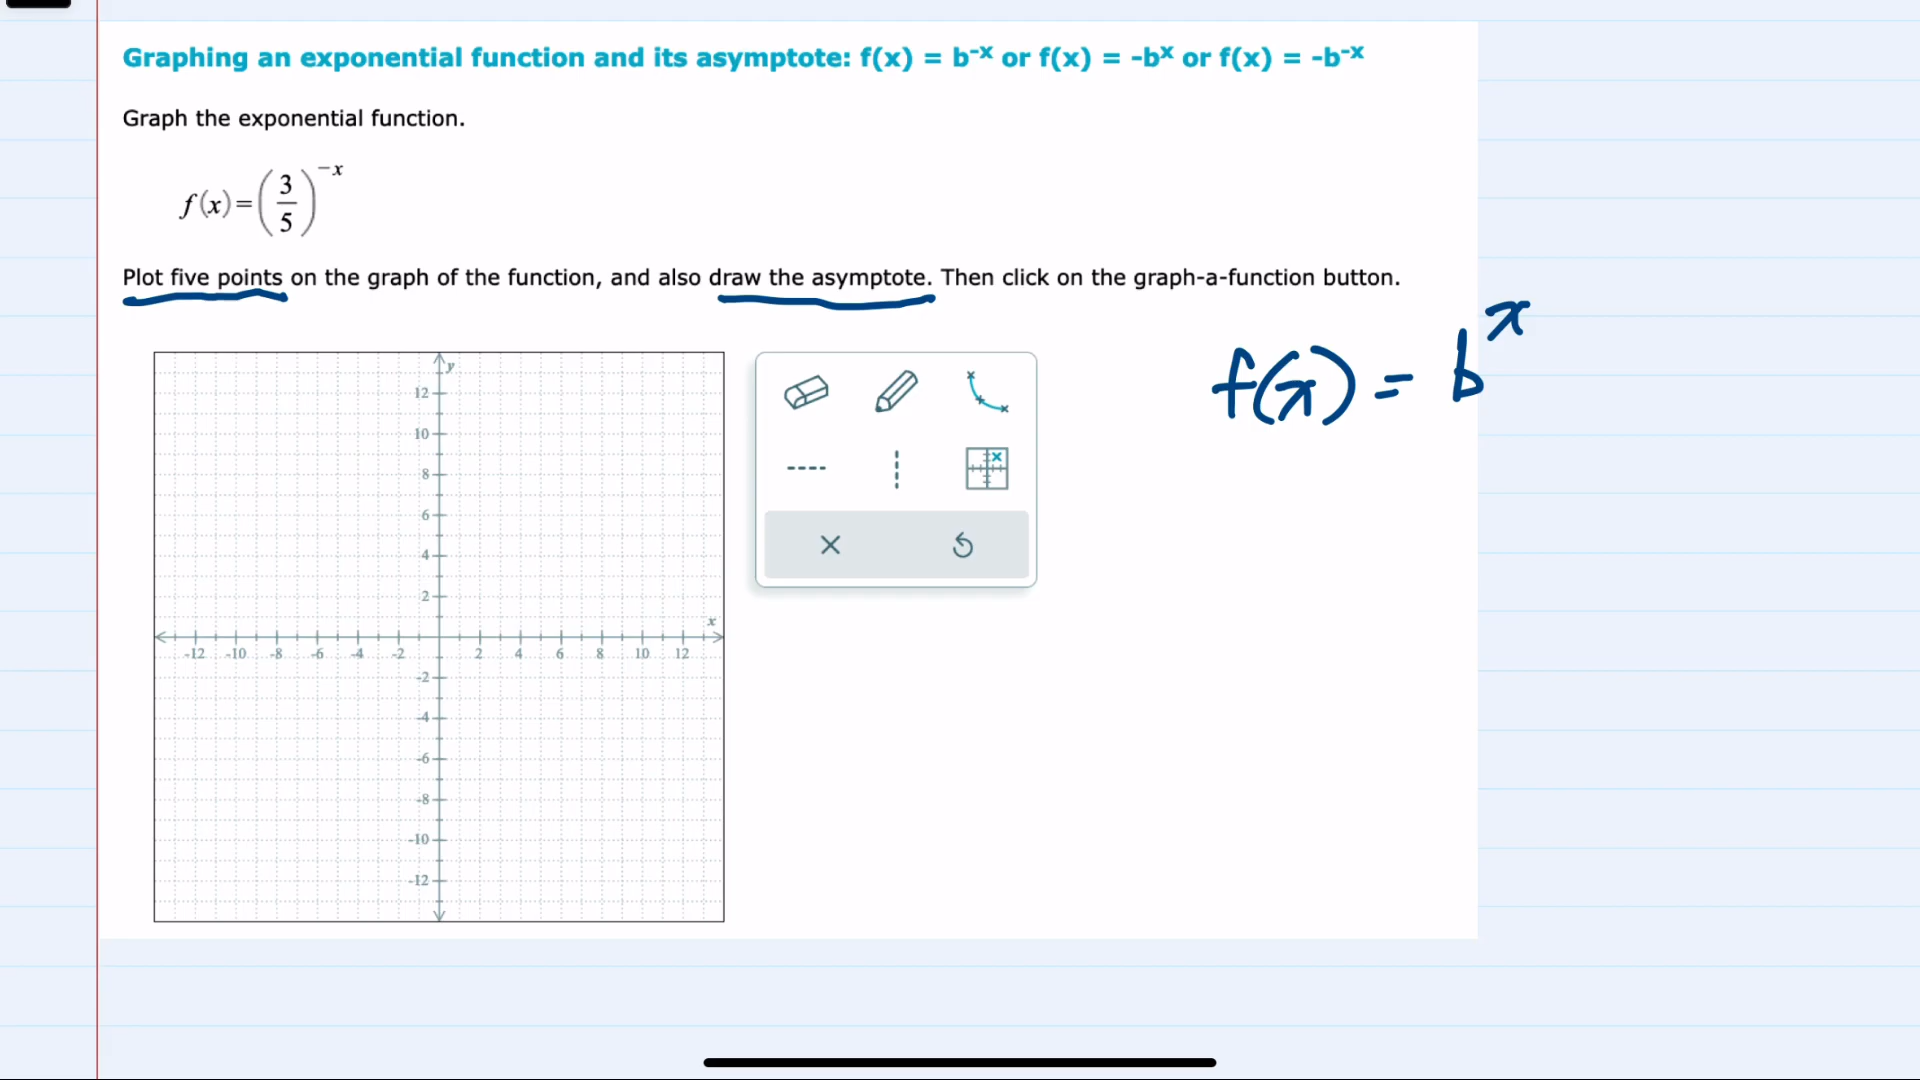 Graphing an exponential function and its asymptote: f(x) = b⁻ˣ or f(x) = -bˣ or f(x) = -b⁻ˣ
Graph the exponential function.
f(x)=(3/5)⁻ˣ
Plot five points on the graph of the function, and also draw the asymptote. Then click on the graph-a-function button.
f(x) = bˣ
y
12
10
8
6
4
2
x
-12 -10 -8 -6 -4 -2 2 4 6 8 10 12
-2
-4
-6
-8
-10
-12